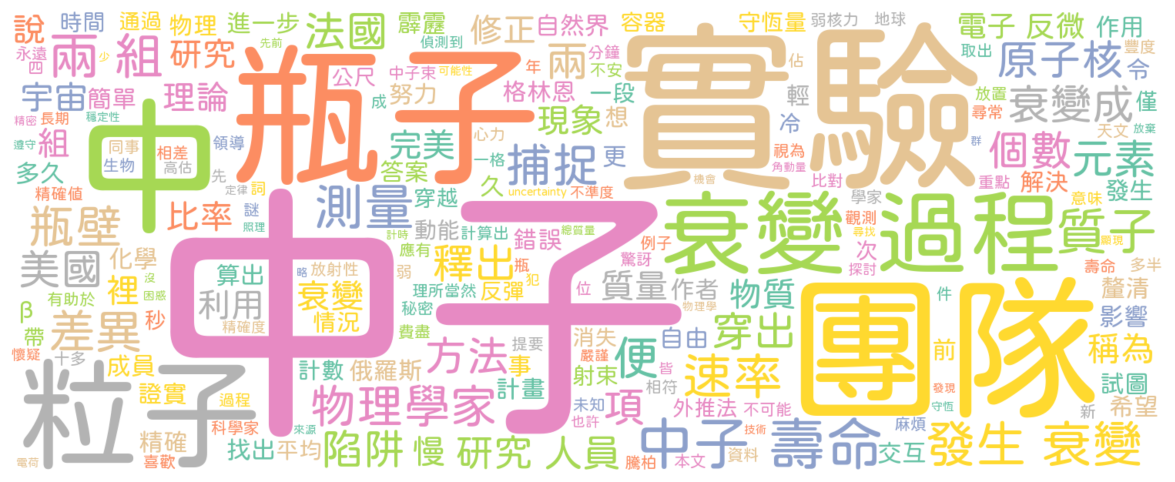 說 時間 通過 物理 進一步 法國 霹靂 修正 自然界 容器 守恆量 弱核力 地球 電子 反微 作用
永遠 四 兩 組 研究 先前 少 瓶子 偵測到 兩 分鐘 不安 實驗 佔 取出 原子核 豐度 令
宇宙 簡單 理論 公尺 中子束 可能性 努力 年 格林恩 一段 輕 放置 尋常 衰變成 僅
精密 長期 穩定性 中 成 完美 心力 現象 想 冷 天文 放棄
遵守 組 同事 相差 領導 捕捉 更 視為 群 個數 元素
多久 生物 高估 先 答案 一格 久 機會 角動量 比對 重點 解決 發生
精確值 比率 定律 詞 測量 穿越 uncertainty 不準度 學家 意味
瓶壁 謎 照理 中子 動能 計算出 錯誤 總質量 例子 衰變 過程 觀測 尋找 質子 顯現
美國 化學 沒 計時 應有 瓶 驚訝 次 探討 壽命 多半
裡 算出 略 放射性 弱 釋出 犯 位 質量 作者 物質 團隊 件 釐清
β 有助於 困惑 利用 衰變 理所當然 反彈 物理學 影響
帶 差異 秒 精確度 情況 秘密 費盡 消失 自由 穿出 前 稱為
懷疑 十多 成員 計數 俄羅斯 方法 提要 事 嚴謹 便 速率 試圖
粒子 證實 過程 計畫 射束 相符 皆 發現 希望
科學家 物理學家 未知 項 外推法 不可能 守恆 麻煩 新
精確 來源 也許 中子 壽命 技術 發生 衰變
電荷 喜歡 找出 平均 陷阱 慢 研究 人員 騰柏 本文 資料 交互